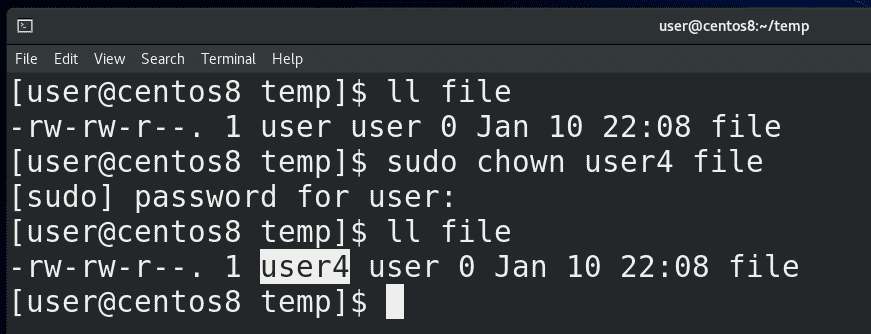 user@centos8:~/temp
File Edit View Search Terminal Help
[user@centos8 temp]$ ll file
-rw-rw-r--. 1 user user 0 Jan 10 22:08 file
[user@centos8 temp]$ sudo chown user4 file
[sudo] password for user:
[user@centos8 temp]$ ll file
-rw-rw-r--. 1 user4 user 0 Jan 10 22:08 file
[user@centos8 temp]$